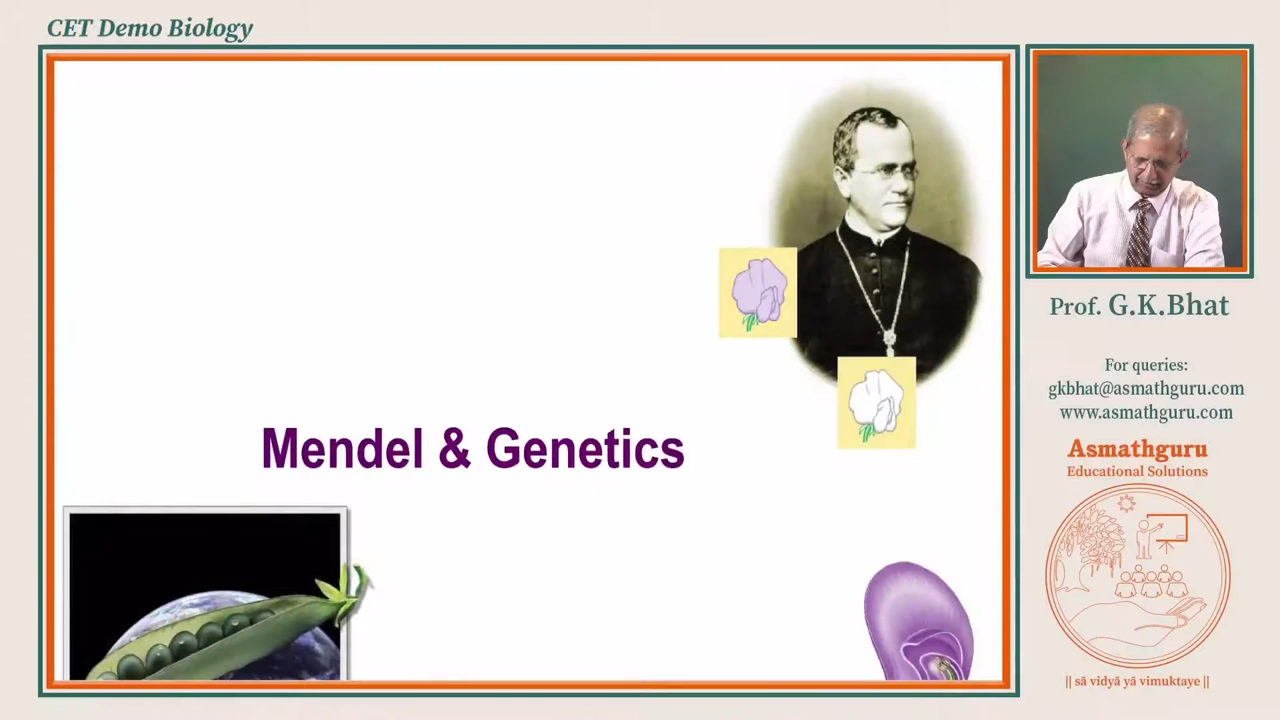 CET Demo Biology
Mendel & Genetics
Prof. G.K.Bhat
For queries:
gkbhat@asmathguru.com
www.asmathguru.com
Asmathguru
Educational Solutions
|| sā vidyā yā vimuktaye ||